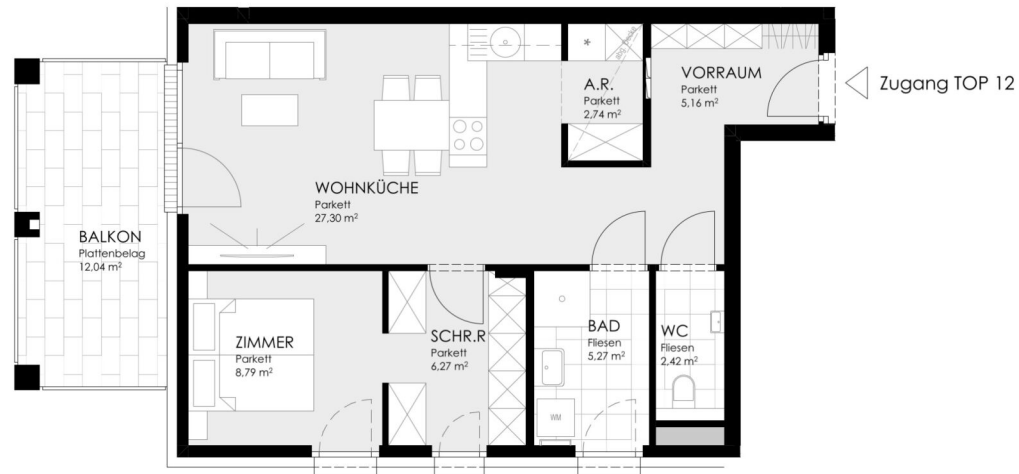 A.R.
Parkett
2,74 m²
abg. Decke
*
VORRAUM
Parkett
5,16 m²
Zugang TOP 12
WOHNKÜCHE
Parkett
27,30 m²
BALKON
Plattenbelag
12,04 m²
ZIMMER
Parkett
8,79 m²
SCHR.R
Parkett
6,27 m²
BAD
Fliesen
5,27 m²
WM
WC
Fliesen
2,42 m²